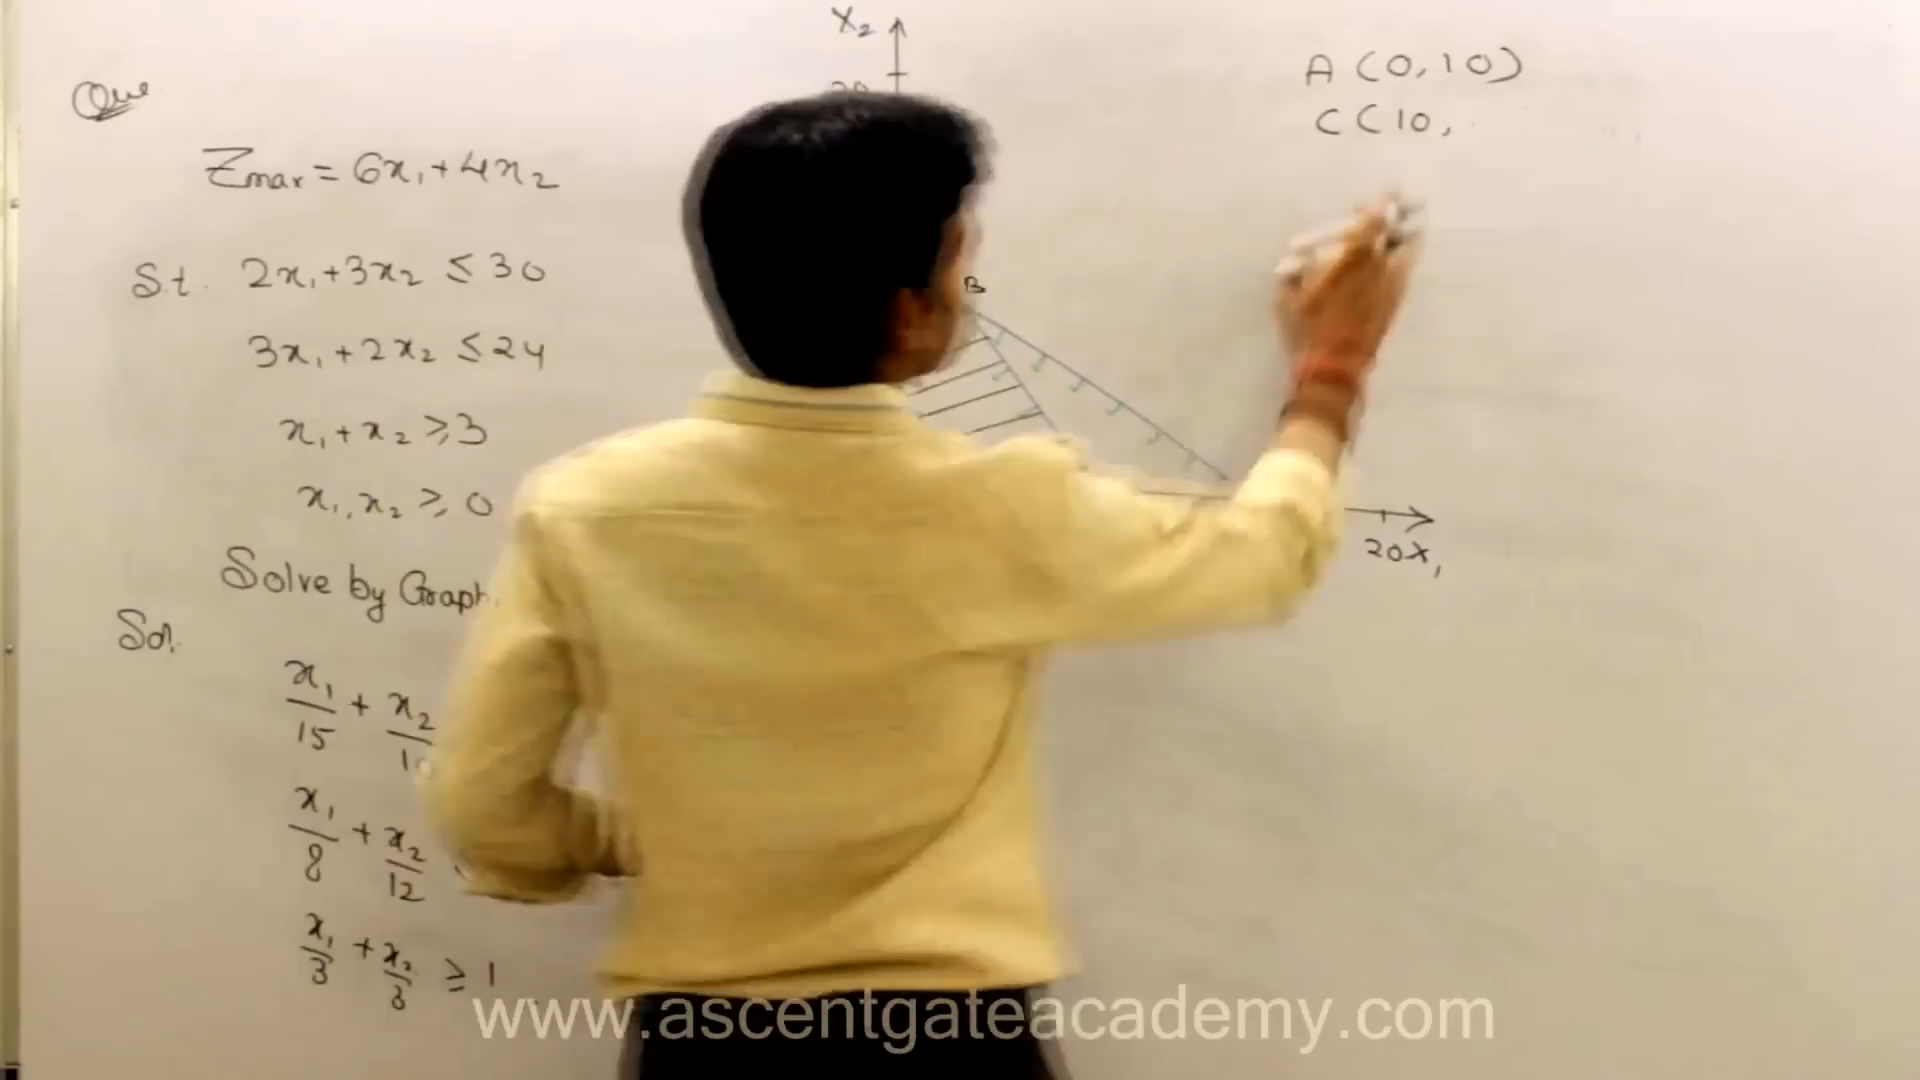 Que
Zmax = 6x₁ + 4x₂
S.t. 2x₁ + 3x₂ ≤ 30
3x₁ + 2x₂ ≤ 24
x₁ + x₂ ≥ 3
x₁, x₂ ≥ 0
Solve by Graph.
Sol.
x₁/15 + x₂/10
x₁/8 + x₂/12
x₁/3 + x₂/3 ≥ 1
X₂
B
20 X₁
A (0, 10)
C (10,
www.ascentgateacademy.com